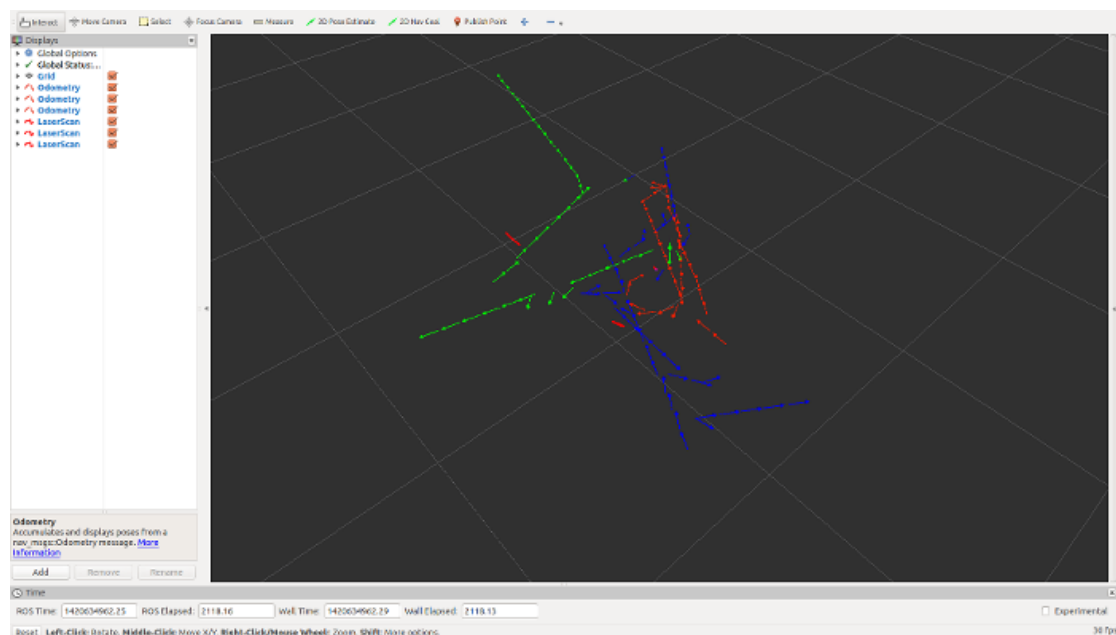 Interact Move Camera Select Focus Camera Measure 2D Pose Estimate 2D Nav Goal Publish Point
Displays
Global Options
Global Status:...
Grid
Odometry
Odometry
Odometry
LaserScan
LaserScan
LaserScan
Odometry
Accumulates and displays poses from a
nav_msgs::Odometry message. More
Information
Add Remove Rename
Time
ROS Time: 1420634962.25 ROS Elapsed: 2118.16 Wall Time: 1420634962.29 Wall Elapsed: 2118.13 Experimental
Reset Left-Click: Rotate. Middle-Click: Move X/Y. Right-Click/Mouse Wheel: Zoom. Shift: More options. 30 fps